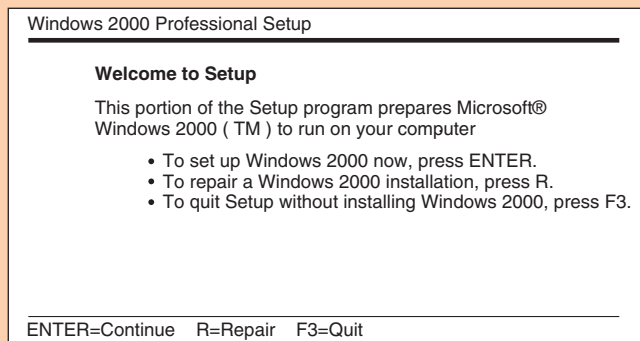 Windows 2000 Professional Setup
Welcome to Setup
This portion of the Setup program prepares Microsoft®
Windows 2000 ( TM ) to run on your computer
• To set up Windows 2000 now, press ENTER.
• To repair a Windows 2000 installation, press R.
• To quit Setup without installing Windows 2000, press F3.
ENTER=Continue R=Repair F3=Quit